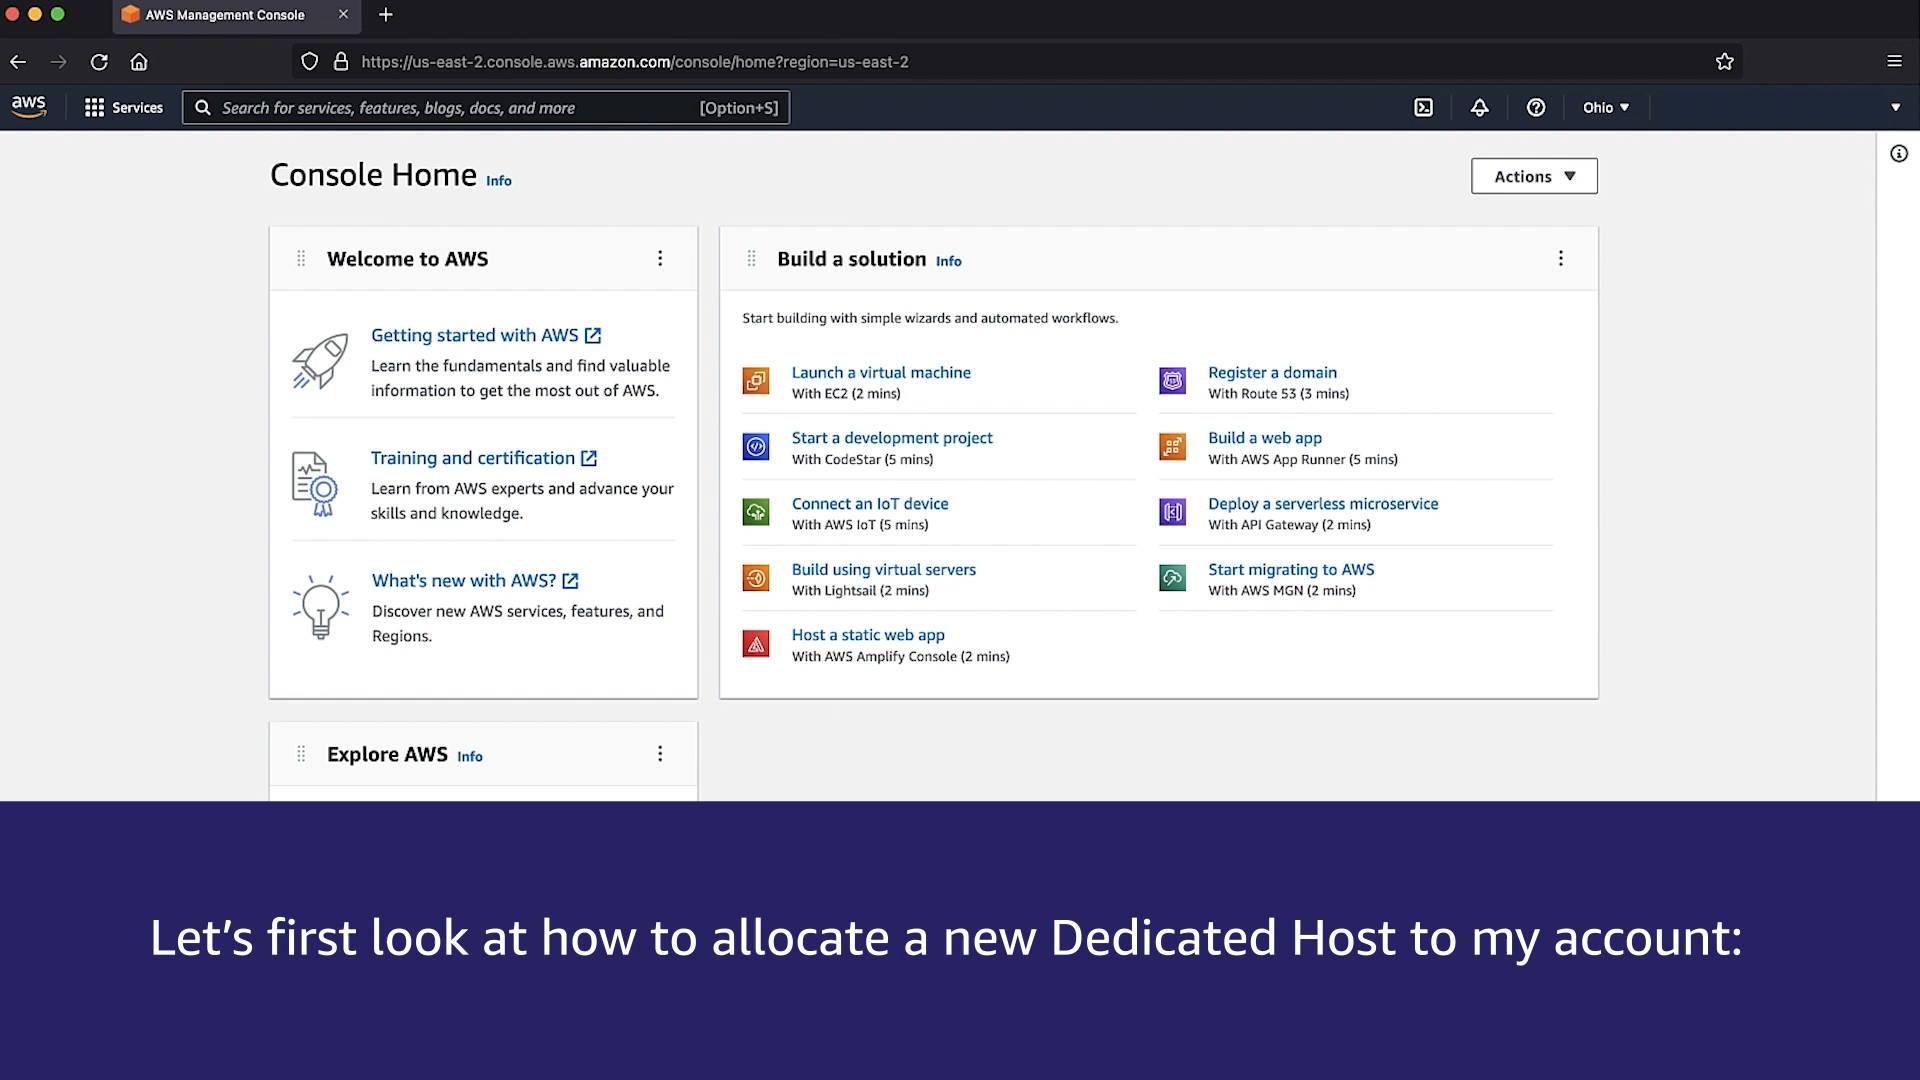 AWS Management Console
https://us-east-2.console.aws.amazon.com/console/home?region=us-east-2
aws
Services
Search for services, features, blogs, docs, and more
[Option+S]
Ohio
Console Home Info
Actions
Welcome to AWS
Getting started with AWS
Learn the fundamentals and find valuable
information to get the most out of AWS.
Training and certification
Learn from AWS experts and advance your
skills and knowledge.
What's new with AWS?
Discover new AWS services, features, and
Regions.
Build a solution Info
Start building with simple wizards and automated workflows.
Launch a virtual machine
With EC2 (2 mins)
Start a development project
With CodeStar (5 mins)
Connect an IoT device
With AWS IoT (5 mins)
Build using virtual servers
With Lightsail (2 mins)
Host a static web app
With AWS Amplify Console (2 mins)
Register a domain
With Route 53 (3 mins)
Build a web app
With AWS App Runner (5 mins)
Deploy a serverless microservice
With API Gateway (2 mins)
Start migrating to AWS
With AWS MGN (2 mins)
Explore AWS Info
Let’s first look at how to allocate a new Dedicated Host to my account: